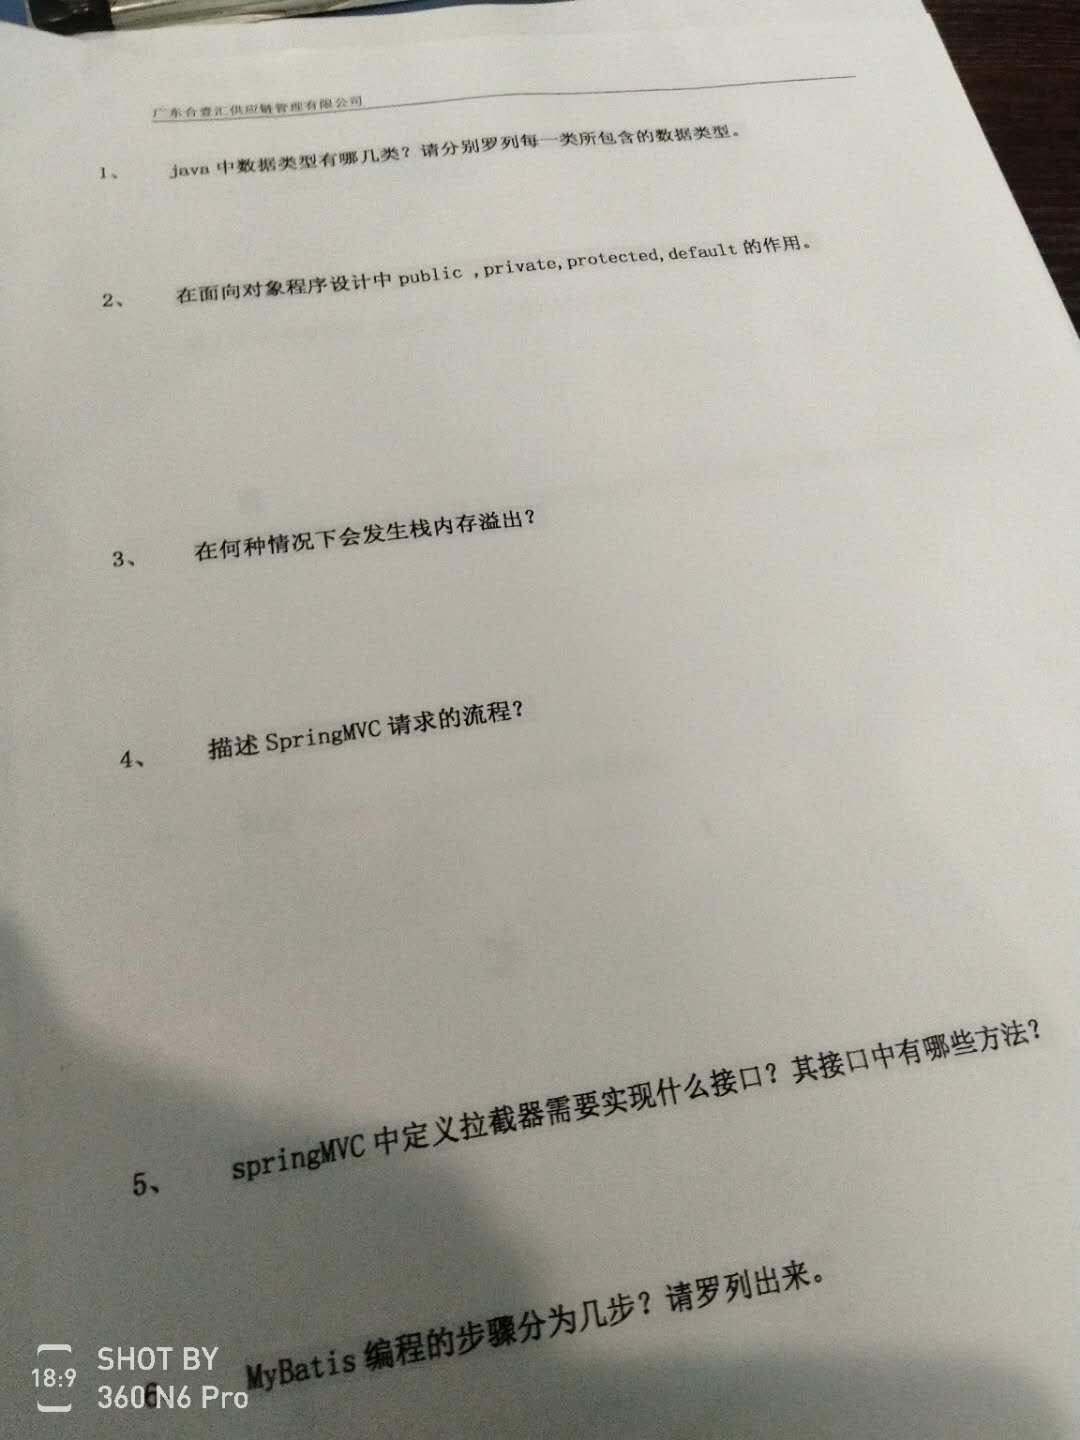 广东合壹汇供应链管理有限公司
1、 java 中数据类型有哪几类？请分别罗列每一类所包含的数据类型。
2、 在面向对象程序设计中 public ,private,protected,default 的作用。
3、 在何种情况下会发生栈内存溢出？
4、 描述 SpringMVC 请求的流程？
5、 springMVC 中定义拉截器需要实现什么接口？其接口中有哪些方法？
6 MyBatis 编程的步骤分为几步？请罗列出来。
18:9
SHOT BY
360N6 Pro